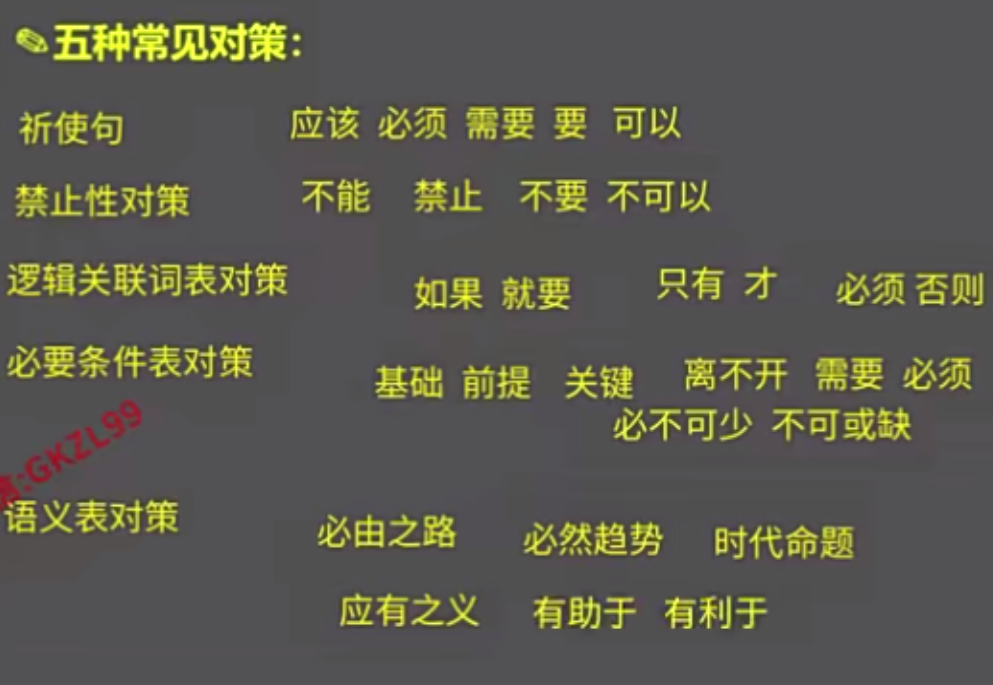 ✎五种常见对策：
祈使句 应该 必须 需要 要 可以
禁止性对策 不能 禁止 不要 不可以
逻辑关联词表对策 如果 就要 只有 才 必须 否则
必要条件表对策 基础 前提 关键 离不开 需要 必须
必不可少 不可或缺
:GKZL99
语义表对策 必由之路 必然趋势 时代命题
应有之义 有助于 有利于